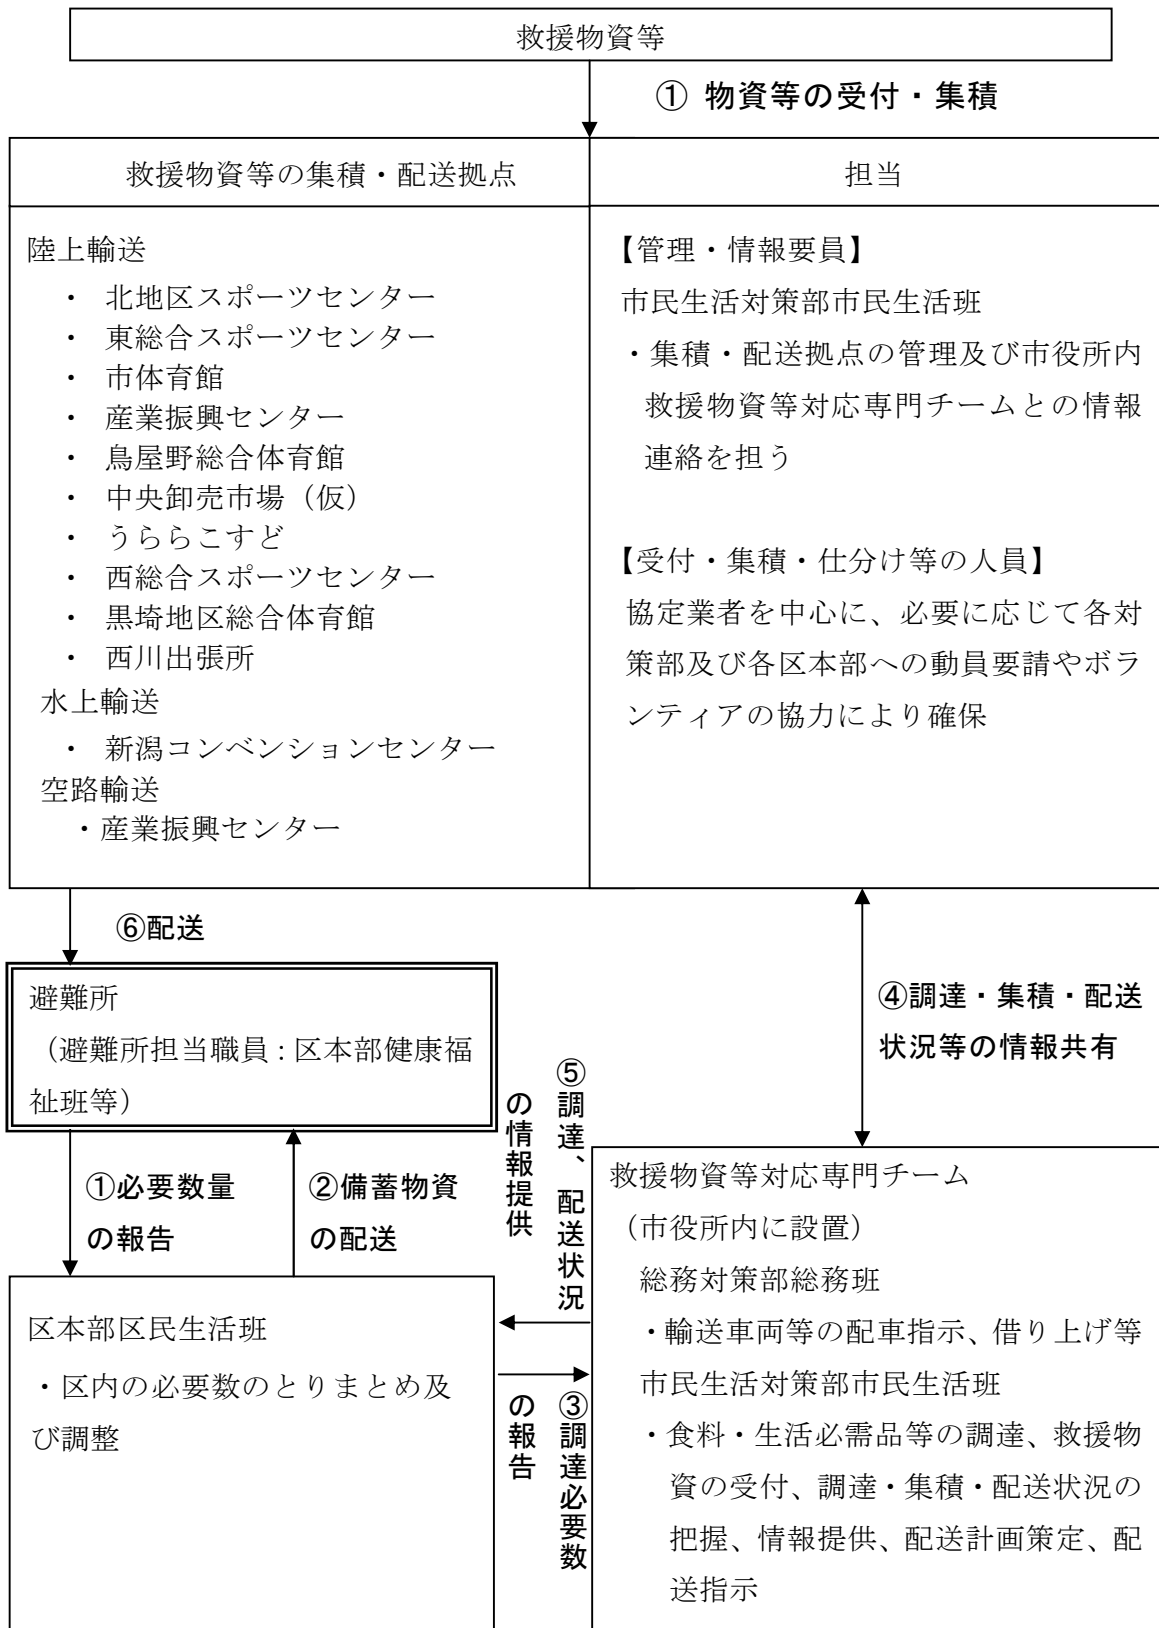 救援物資等
① 物資等の受付・集積
救援物資等の集積・配送拠点
担当
陸上輸送
・ 北地区スポーツセンター
・ 東総合スポーツセンター
・ 市体育館
・ 産業振興センター
・ 鳥屋野総合体育館
・ 中央卸売市場（仮）
・ うららこすど
・ 西総合スポーツセンター
・ 黒埼地区総合体育館
・ 西川出張所
水上輸送
・ 新潟コンベンションセンター
空路輸送
・産業振興センター
【管理・情報要員】
市民生活対策部市民生活班
・集積・配送拠点の管理及び市役所内
救援物資等対応専門チームとの情報
連絡を担う
【受付・集積・仕分け等の人員】
協定業者を中心に、必要に応じて各対
策部及び各区本部への動員要請やボラ
ンティアの協力により確保
⑥配送
避難所
（避難所担当職員：区本部健康福
祉班等）
④調達・集積・配送
状況等の情報共有
①必要数量
の報告
②備蓄物資
の配送
⑤調達、配送状況
の情報提供
区本部区民生活班
・区内の必要数のとりまとめ及
び調整
③調達必要数
の報告
救援物資等対応専門チーム
（市役所内に設置）
総務対策部総務班
・輸送車両等の配車指示、借り上げ等
市民生活対策部市民生活班
・食料・生活必需品等の調達、救援物
資の受付、調達・集積・配送状況の
把握、情報提供、配送計画策定、配
送指示